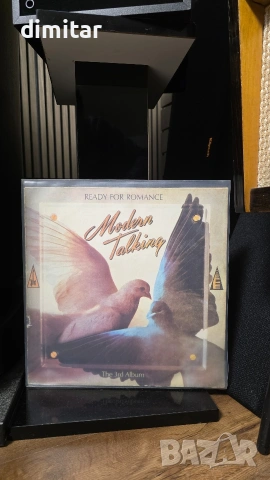 dimitar
READY FOR ROMANCE
Modern
Talking
The 3rd Album
BAZAR